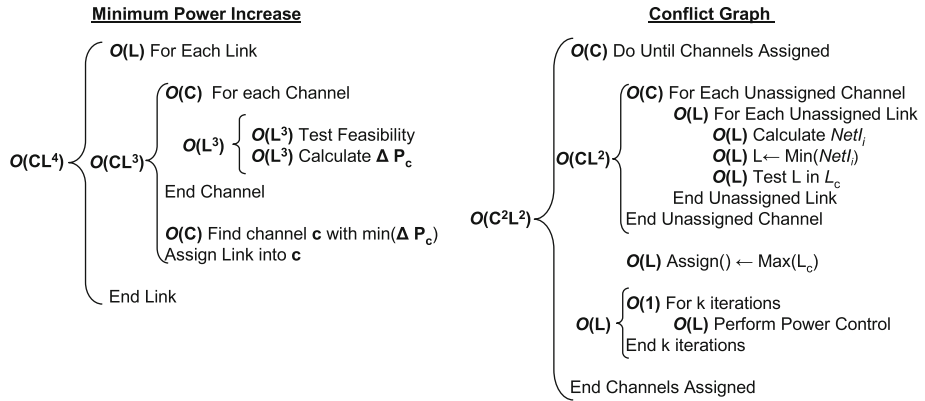 Minimum Power Increase
O(L) For Each Link
O(C) For each Channel
O(L³) Test Feasibility
O(L³)
O(L³) Calculate Δ P_c
O(CL⁴)
O(CL³)
End Channel
O(C) Find channel c with min(Δ P_c)
Assign Link into c
End Link
Conflict Graph
O(C) Do Until Channels Assigned
O(C) For Each Unassigned Channel
O(L) For Each Unassigned Link
O(L) Calculate NetI_i
O(CL²)
O(L) L← Min(NetI_i)
O(L) Test L in L_c
End Unassigned Link
End Unassigned Channel
O(C²L²)
O(L) Assign() ← Max(L_c)
O(1) For k iterations
O(L)
O(L) Perform Power Control
End k iterations
End Channels Assigned